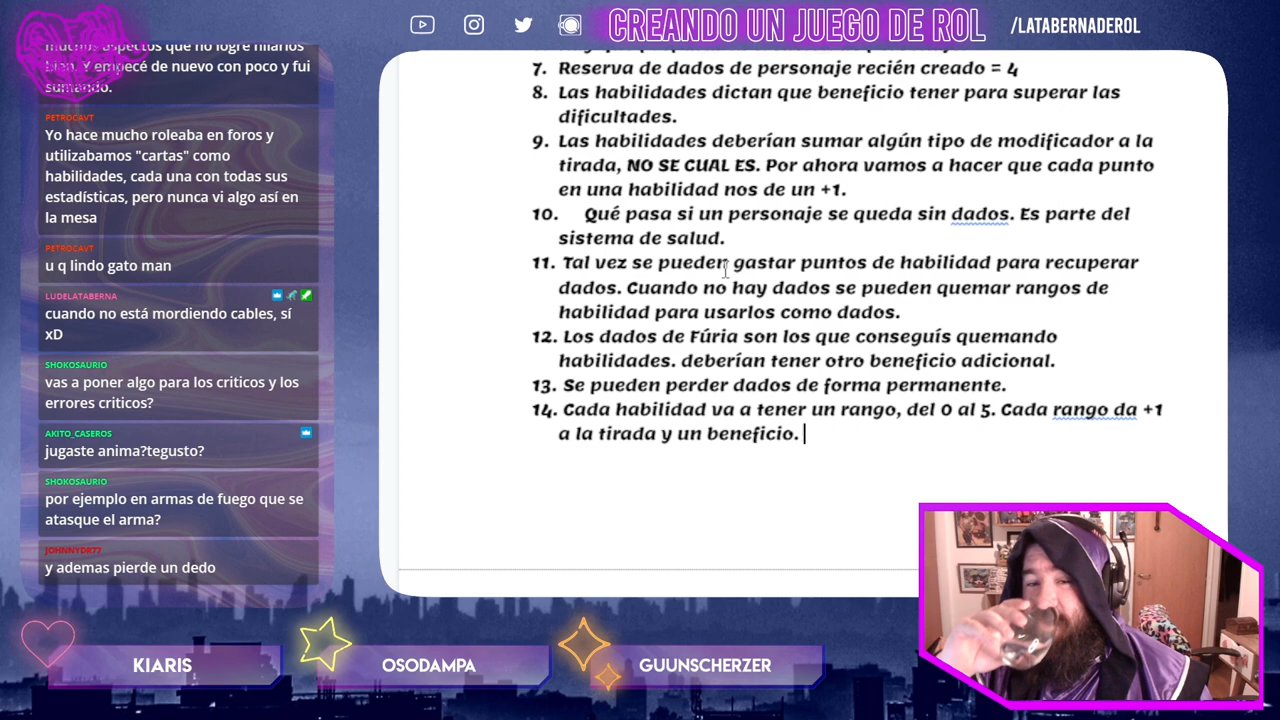 CREANDO UN JUEGO DE ROL
/LATABERNADEROL
muchos aspectos que no logre hilarlos
bien. Y empecé de nuevo con poco y fui
sumando.
PETROCAVT
Yo hace mucho roleaba en foros y
utilizabamos "cartas" como
habilidades, cada una con todas sus
estadísticas, pero nunca vi algo así en
la mesa
PETROCAVT
u q lindo gato man
LUDELATABERNA
cuando no está mordiendo cables, sí
xD
SHOKOSAURIO
vas a poner algo para los criticos y los
errores criticos?
AKITO_CASEROS
jugaste anima?tegusto?
SHOKOSAURIO
por ejemplo en armas de fuego que se
atasque el arma?
JOHNNYDR77
y ademas pierde un dedo
7. Reserva de dados de personaje recién creado = 4
8. Las habilidades dictan que beneficio tener para superar las
dificultades.
9. Las habilidades deberían sumar algún tipo de modificador a la
tirada, NO SE CUAL ES. Por ahora vamos a hacer que cada punto
en una habilidad nos de un +1.
10. Qué pasa si un personaje se queda sin dados. Es parte del
sistema de salud.
11. Tal vez se pueden gastar puntos de habilidad para recuperar
dados. Cuando no hay dados se pueden quemar rangos de
habilidad para usarlos como dados.
12. Los dados de Fúria son los que conseguís quemando
habilidades. deberían tener otro beneficio adicional.
13. Se pueden perder dados de forma permanente.
14. Cada habilidad va a tener un rango, del 0 al 5. Cada rango da +1
a la tirada y un beneficio.
KIARIS
OSODAMPA
GUUNSCHERZER